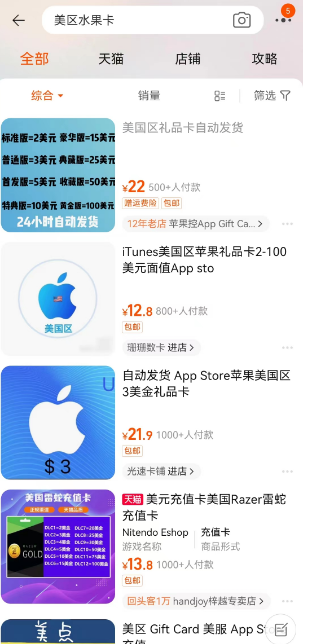 美区水果卡
5
全部 天猫 店铺 攻略
综合 销量 筛选
标准版=2美元 豪华版=15美元
普通版=3美元 典藏版=25美元
首发版=5美元 收藏版=50美元
特典版=10美元 黄金版=100美元
24小时自动发货
美国区礼品卡自动发货
¥22 500+人付款
赠运费险 包邮
12年老店 苹果控App Gift Ca...
iTunes美国区苹果礼品卡2-100
美元面值App sto
美国区
¥12.8 800+人付款
包邮
珊珊数卡 进店
自动发货 App Store苹果美国区
3美金礼品卡
$ 3
¥21.9 1000+人付款
包邮
光速卡铺 进店
美国雷蛇充值卡
GOLD
天猫 美元充值卡美国Razer雷蛇
充值卡
Nintendo Eshop 充值卡
游戏名称 商品形式
¥13.8 1000+人付款
包邮
回头客1万 handjoy梓越专卖店
美点
美区 Gift Card 美服 App St